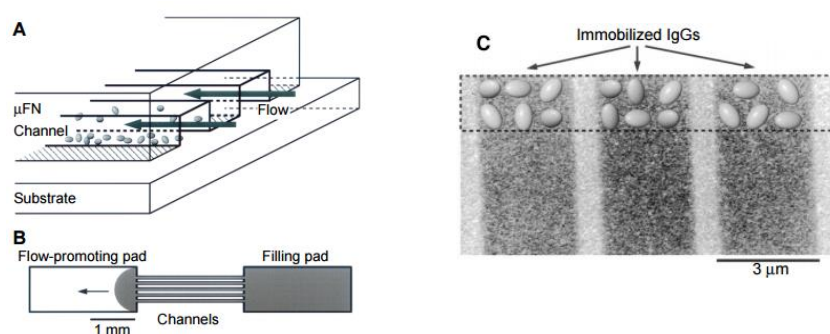 A
μFN
Channel
Flow
Substrate
B
Flow-promoting pad
Filling pad
1 mm
Channels
C
Immobilized IgGs
3 μm